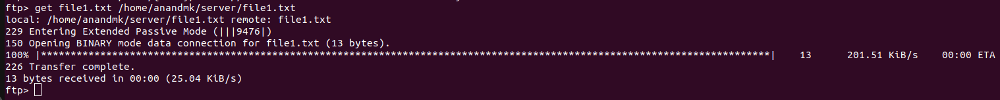 ftp> get file1.txt /home/anandmk/server/file1.txt
local: /home/anandmk/server/file1.txt remote: file1.txt
229 Entering Extended Passive Mode (|||9476|)
150 Opening BINARY mode data connection for file1.txt (13 bytes).
100% |***************************************************************************************************************************| 13 201.51 KiB/s 00:00 ETA
226 Transfer complete.
13 bytes received in 00:00 (25.04 KiB/s)
ftp>